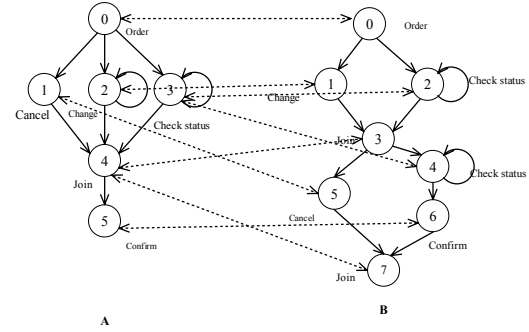 0
Order
0
Order
1
2
3
1
2
Check status
Cancel
Change
Check status
Change
Join
3
4
Join
4
Check status
5
5
Cancel
6
Confirm
Confirm
Join
7
A
B